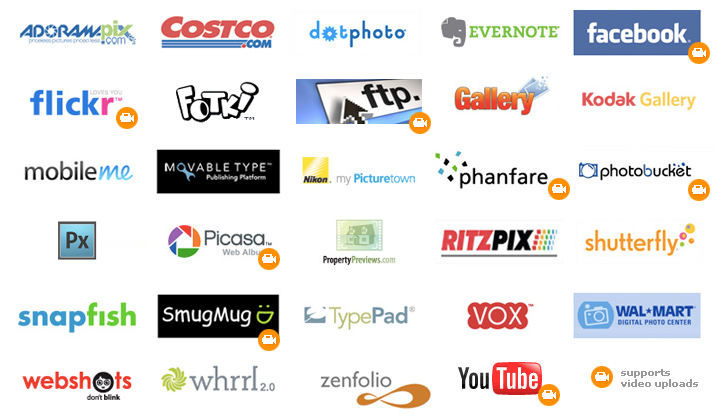 ADORAMApix
.com
priceless pictures priced less
COSTCO
.com
dotphoto
EVERNOTE
facebook
flickr LOVES YOU
FOTKI
ftp.
Gallery
Kodak Gallery
mobileme
MOVABLE TYPE
Publishing Platform
Nikon my Picturetown
phanfare
photobucket
Px
Picasa
Web Albums
PropertyPreviews.com
RITZPIX
shutterfly
snapfish
SmugMug
TypePad
VOX
WAL★MART
DIGITAL PHOTO CENTER
webshots
don't blink
whrrl 2.0
zenfolio
YouTube
supports
video uploads